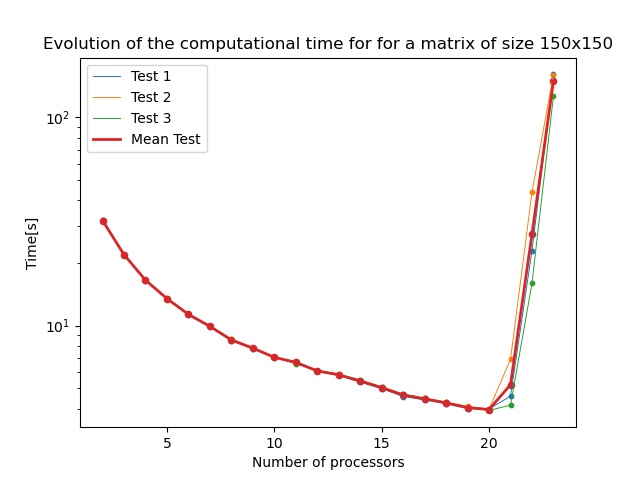 Evolution of the computational time for for a matrix of size 150x150
Test 1
Test 2
Test 3
Mean Test
10²
10¹
Time[s]
5
10
15
20
Number of processors